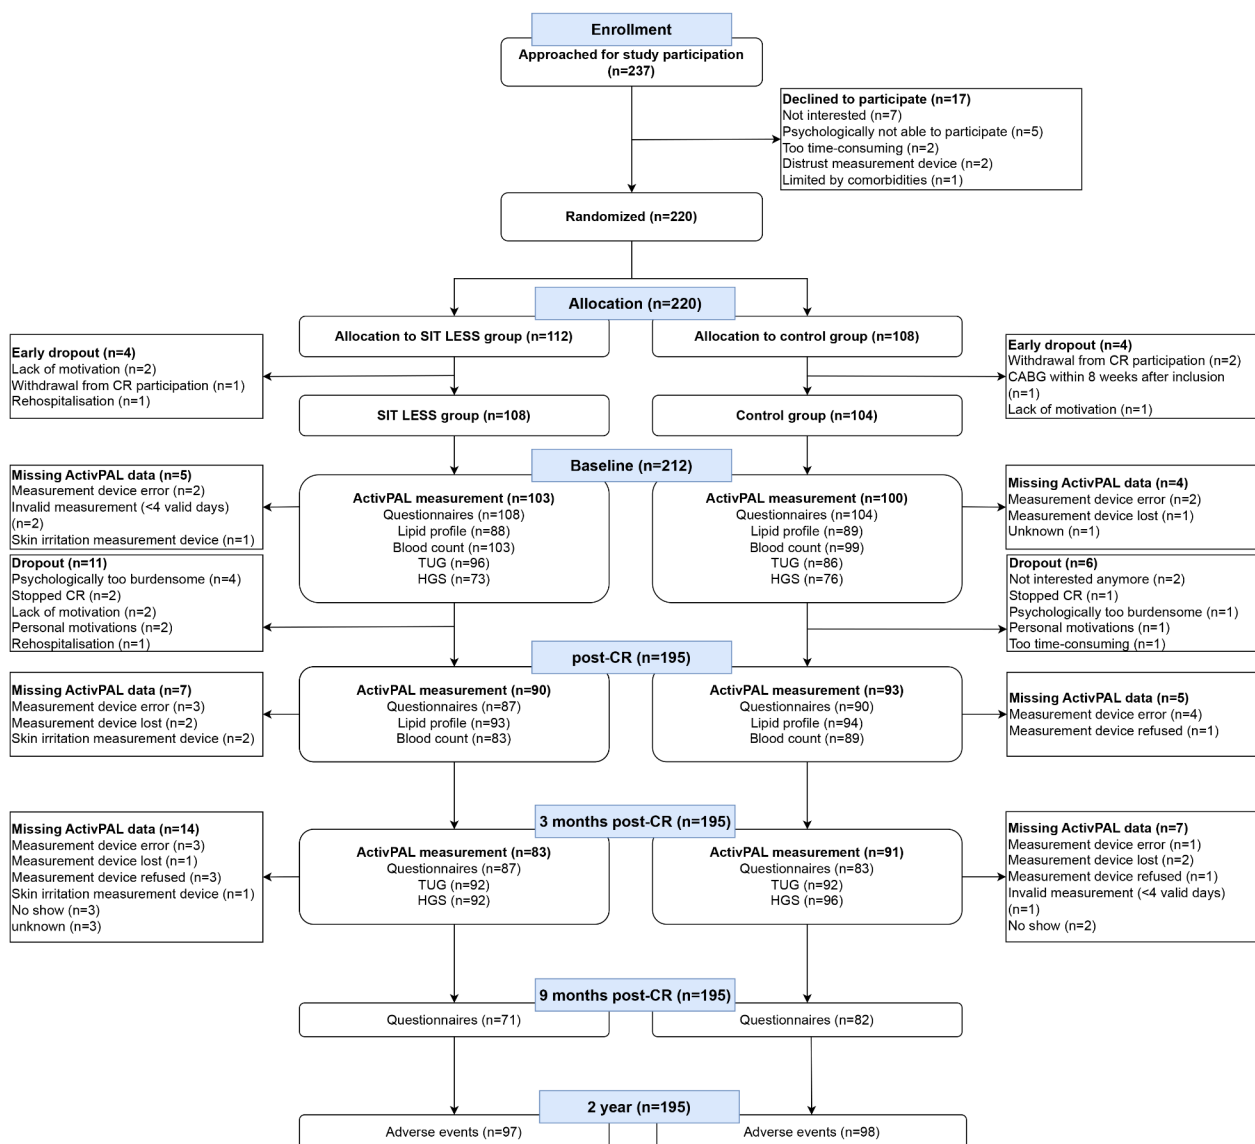 Enrollment
Approached for study participation
(n=237)
Declined to participate (n=17)
Not interested (n=7)
Psychologically not able to participate (n=5)
Too time-consuming (n=2)
Distrust measurement device (n=2)
Limited by comorbidities (n=1)
Randomized (n=220)
Allocation (n=220)
Allocation to SIT LESS group (n=112)
Allocation to control group (n=108)
Early dropout (n=4)
Lack of motivation (n=2)
Withdrawal from CR participation (n=1)
Rehospitalisation (n=1)
Early dropout (n=4)
Withdrawal from CR participation (n=2)
CABG within 8 weeks after inclusion
(n=1)
Lack of motivation (n=1)
SIT LESS group (n=108)
Control group (n=104)
Baseline (n=212)
Missing ActivPAL data (n=5)
Measurement device error (n=2)
Invalid measurement (<4 valid days)
(n=2)
Skin irritation measurement device (n=1)
ActivPAL measurement (n=103)
Questionnaires (n=108)
Lipid profile (n=88)
Blood count (n=103)
TUG (n=96)
HGS (n=73)
ActivPAL measurement (n=100)
Questionnaires (n=104)
Lipid profile (n=89)
Blood count (n=99)
TUG (n=86)
HGS (n=76)
Missing ActivPAL data (n=4)
Measurement device error (n=2)
Measurement device lost (n=1)
Unknown (n=1)
Dropout (n=11)
Psychologically too burdensome (n=4)
Stopped CR (n=2)
Lack of motivation (n=2)
Personal motivations (n=2)
Rehospitalisation (n=1)
Dropout (n=6)
Not interested anymore (n=2)
Stopped CR (n=1)
Psychologically too burdensome (n=1)
Personal motivations (n=1)
Too time-consuming (n=1)
post-CR (n=195)
Missing ActivPAL data (n=7)
Measurement device error (n=3)
Measurement device lost (n=2)
Skin irritation measurement device (n=2)
ActivPAL measurement (n=90)
Questionnaires (n=87)
Lipid profile (n=93)
Blood count (n=83)
ActivPAL measurement (n=93)
Questionnaires (n=90)
Lipid profile (n=94)
Blood count (n=89)
Missing ActivPAL data (n=5)
Measurement device error (n=4)
Measurement device refused (n=1)
3 months post-CR (n=195)
Missing ActivPAL data (n=14)
Measurement device error (n=3)
Measurement device lost (n=1)
Measurement device refused (n=3)
Skin irritation measurement device (n=1)
No show (n=3)
unknown (n=3)
ActivPAL measurement (n=83)
Questionnaires (n=87)
TUG (n=92)
HGS (n=92)
ActivPAL measurement (n=91)
Questionnaires (n=83)
TUG (n=92)
HGS (n=96)
Missing ActivPAL data (n=7)
Measurement device error (n=1)
Measurement device lost (n=2)
Measurement device refused (n=1)
Invalid measurement (<4 valid days)
(n=1)
No show (n=2)
9 months post-CR (n=195)
Questionnaires (n=71)
Questionnaires (n=82)
2 year (n=195)
Adverse events (n=97)
Adverse events (n=98)